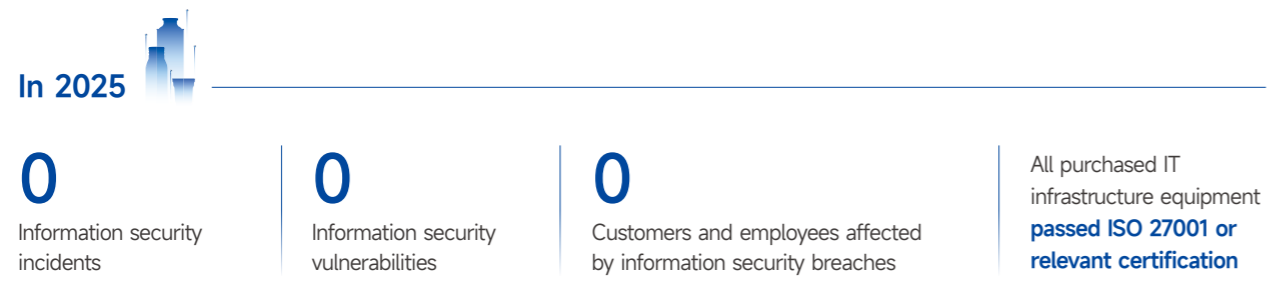 In 2025
0
Information security
incidents
0
Information security
vulnerabilities
0
Customers and employees affected
by information security breaches
All purchased IT
infrastructure equipment
passed ISO 27001 or
relevant certification